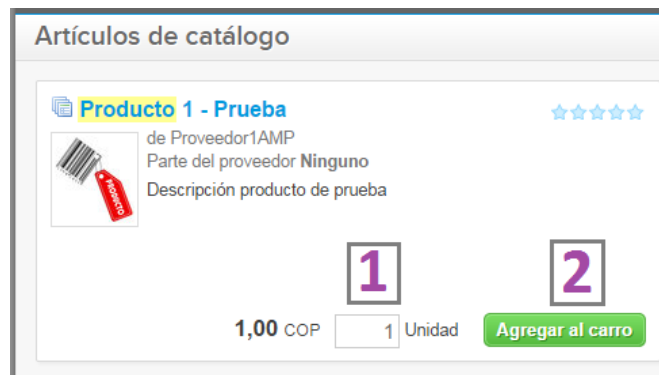 Artículos de catálogo
Producto 1 - Prueba
de Proveedor1AMP
Parte del proveedor Ninguno
Descripción producto de prueba
PRODUCTO
1 2
1,00 COP 1 Unidad Agregar al carro